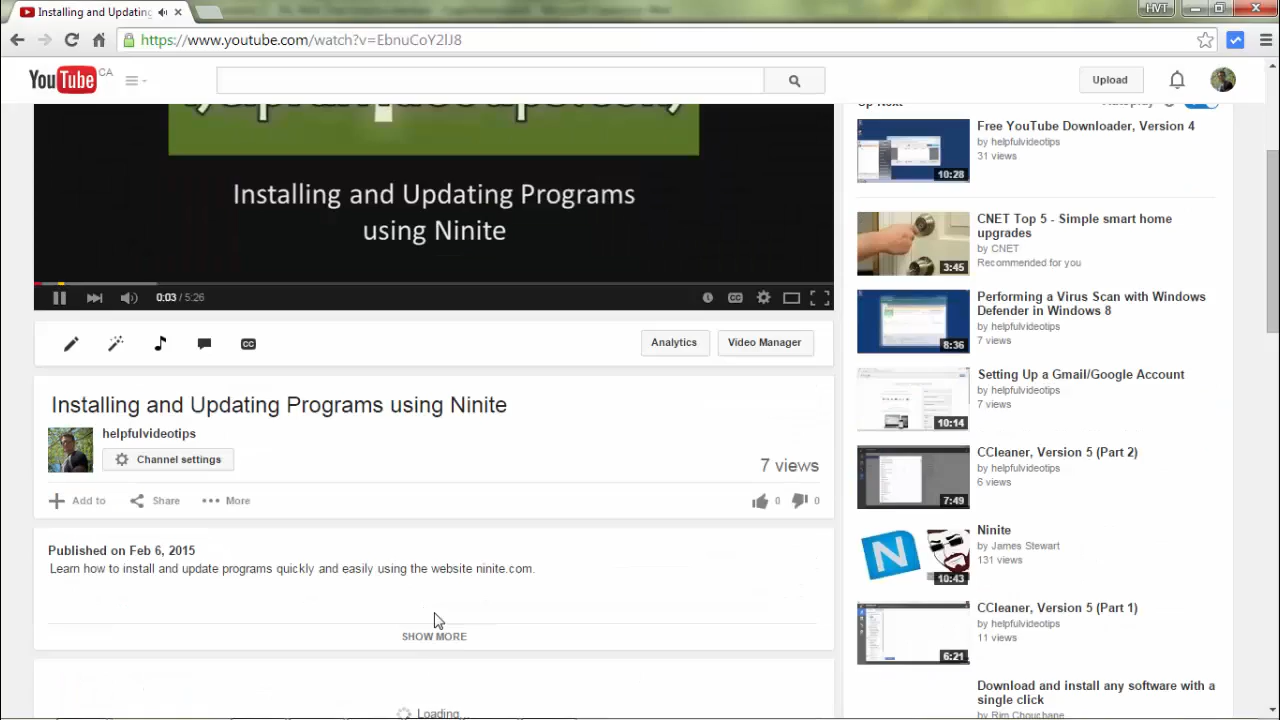 Installing and Updating
HVT
https://www.youtube.com/watch?v=EbnuCoY2lJ8
YouTube CA
Upload
Up Next
Autoplay
Installing and Updating Programs
using Ninite
0:03 / 5:26
CC
Analytics
Video Manager
CC
Installing and Updating Programs using Ninite
helpfulvideotips
Channel settings
7 views
Add to
Share
More
0
0
Published on Feb 6, 2015
Learn how to install and update programs quickly and easily using the website ninite.com.
SHOW MORE
Loading...
Free YouTube Downloader, Version 4
by helpfulvideotips
31 views
10:28
CNET Top 5 - Simple smart home
upgrades
by CNET
Recommended for you
3:45
Performing a Virus Scan with Windows
Defender in Windows 8
by helpfulvideotips
7 views
8:36
Setting Up a Gmail/Google Account
by helpfulvideotips
7 views
10:14
CCleaner, Version 5 (Part 2)
by helpfulvideotips
6 views
7:49
Ninite
by James Stewart
131 views
N
10:43
CCleaner, Version 5 (Part 1)
by helpfulvideotips
11 views
6:21
Download and install any software with a
single click
by Rim Chouchane